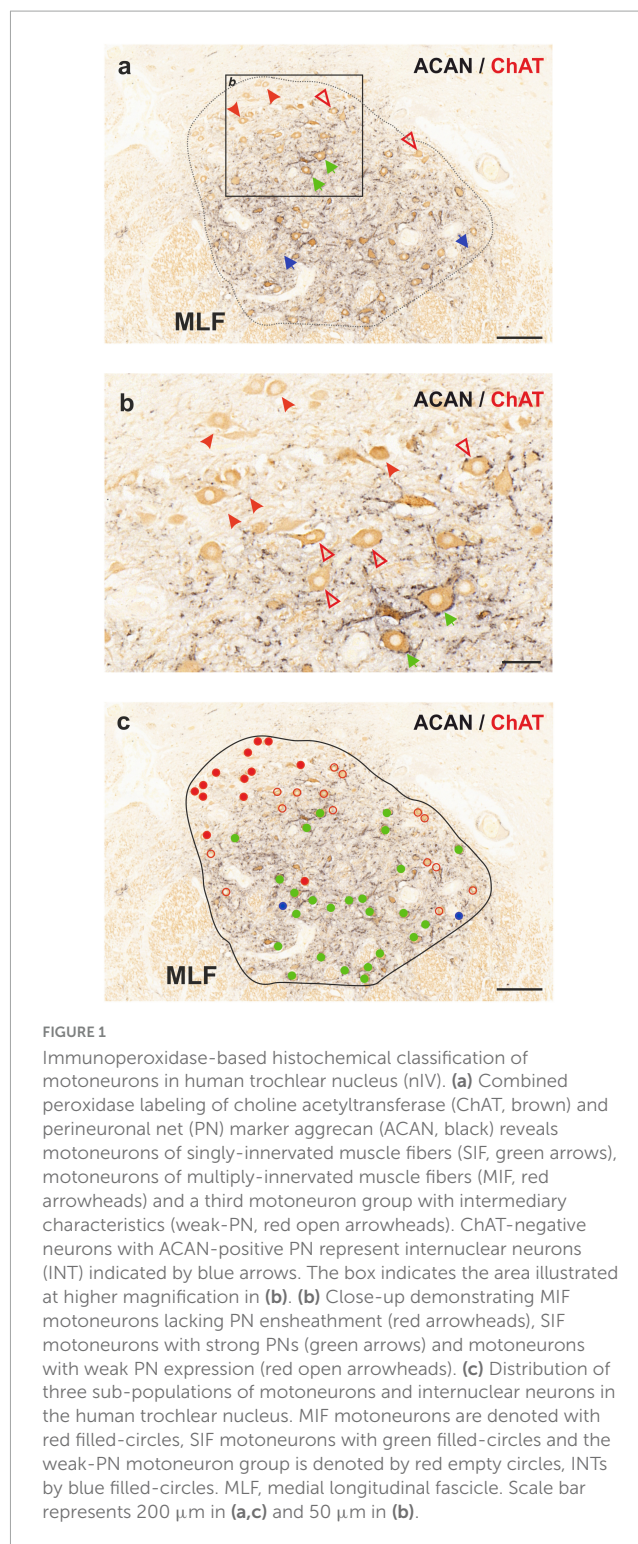 a
ACAN / ChAT
b
MLF
b
ACAN / ChAT
c
ACAN / ChAT
MLF
FIGURE 1
Immunoperoxidase-based histochemical classification of
motoneurons in human trochlear nucleus (nIV). (a) Combined
peroxidase labeling of choline acetyltransferase (ChAT, brown) and
perineuronal net (PN) marker aggrecan (ACAN, black) reveals
motoneurons of singly-innervated muscle fibers (SIF, green arrows),
motoneurons of multiply-innervated muscle fibers (MIF, red
arrowheads) and a third motoneuron group with intermediary
characteristics (weak-PN, red open arrowheads). ChAT-negative
neurons with ACAN-positive PN represent internuclear neurons
(INT) indicated by blue arrows. The box indicates the area illustrated
at higher magnification in (b). (b) Close-up demonstrating MIF
motoneurons lacking PN ensheathment (red arrowheads), SIF
motoneurons with strong PNs (green arrows) and motoneurons
with weak PN expression (red open arrowheads). (c) Distribution of
three sub-populations of motoneurons and internuclear neurons in
the human trochlear nucleus. MIF motoneurons are denoted with
red filled-circles, SIF motoneurons with green filled-circles and the
weak-PN motoneuron group is denoted by red empty circles, INTs
by blue filled-circles. MLF, medial longitudinal fascicle. Scale bar
represents 200 μm in (a,c) and 50 μm in (b).